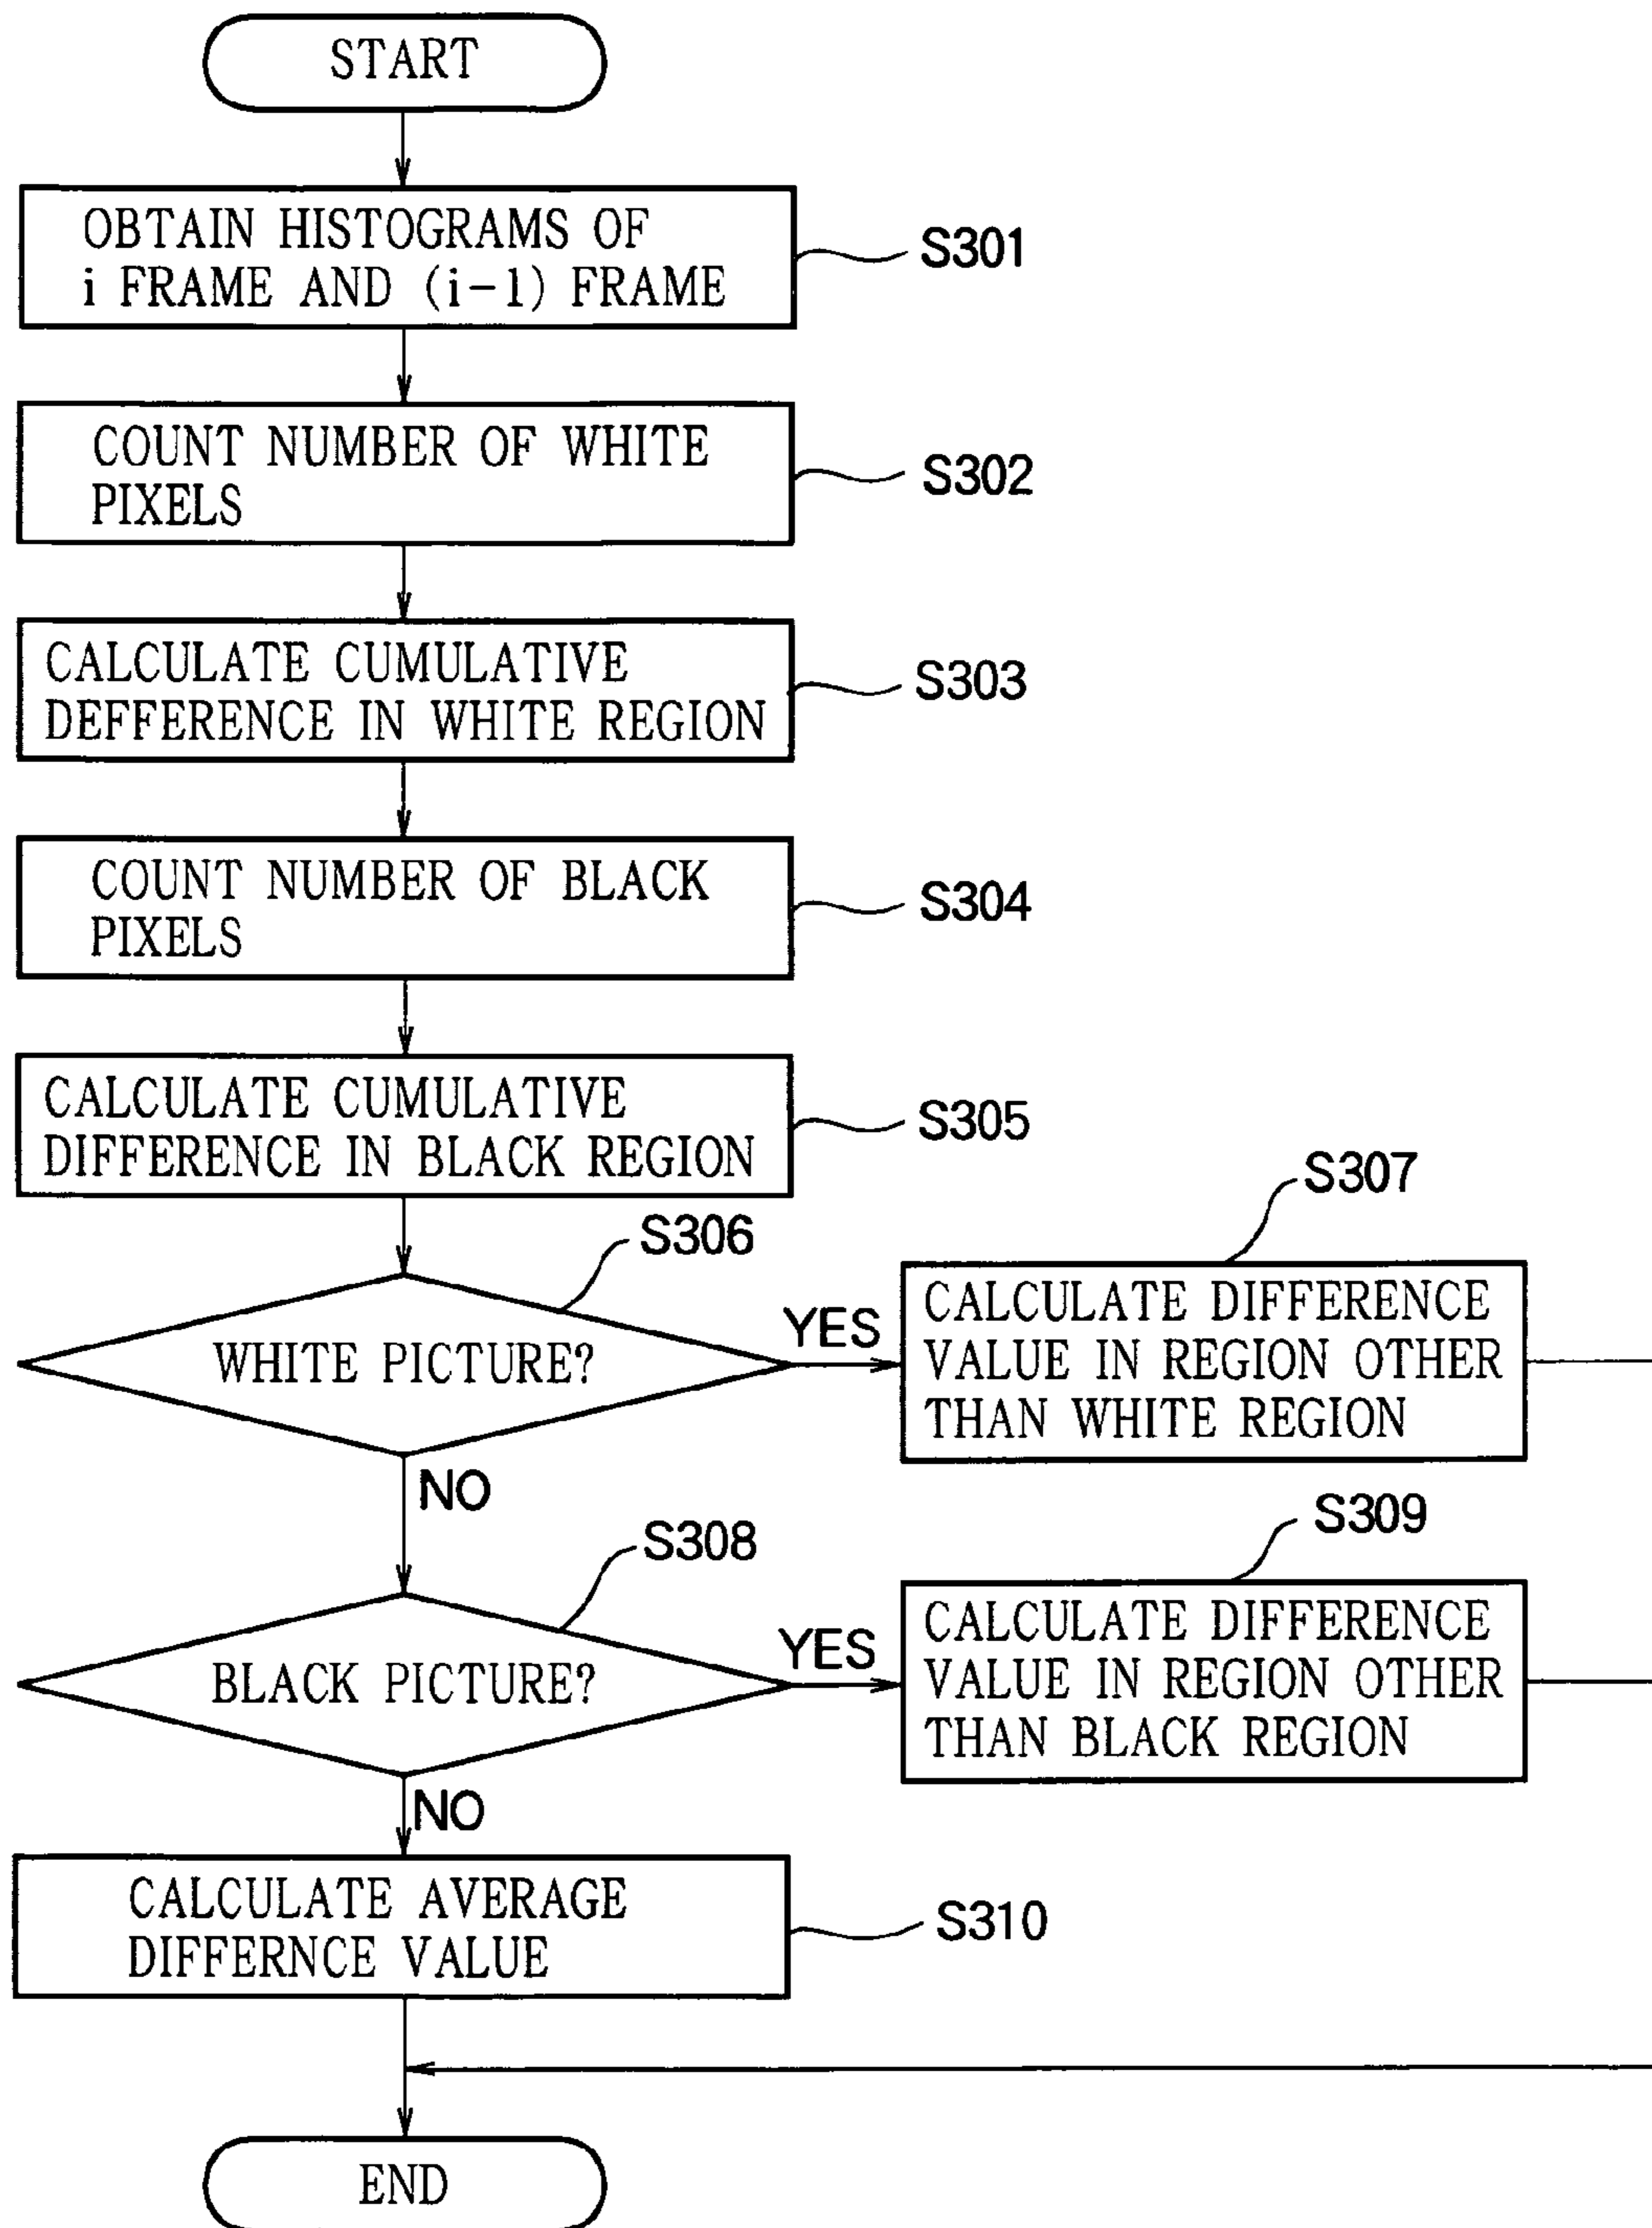 START
OBTAIN HISTOGRAMS OF
i FRAME AND (i-1) FRAME
S301
COUNT NUMBER OF WHITE
PIXELS
S302
CALCULATE CUMULATIVE
DEFFERENCE IN WHITE REGION
S303
COUNT NUMBER OF BLACK
PIXELS
S304
CALCULATE CUMULATIVE
DIFFERENCE IN BLACK REGION
S305
S306
WHITE PICTURE?
YES
S307
CALCULATE DIFFERENCE
VALUE IN REGION OTHER
THAN WHITE REGION
NO
S308
BLACK PICTURE?
YES
S309
CALCULATE DIFFERENCE
VALUE IN REGION OTHER
THAN BLACK REGION
NO
CALCULATE AVERAGE
DIFFERNCE VALUE
S310
END